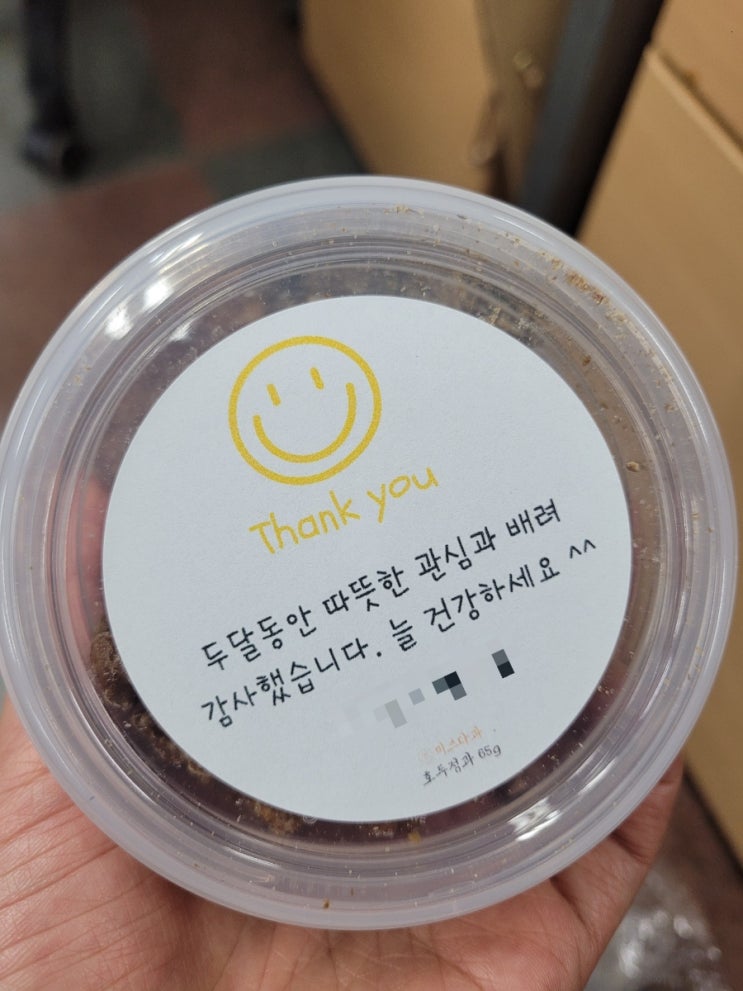 Thank you
두달동안 따뜻한 관심과 배려
감사했습니다. 늘 건강하세요 ^^
호두정과 65g